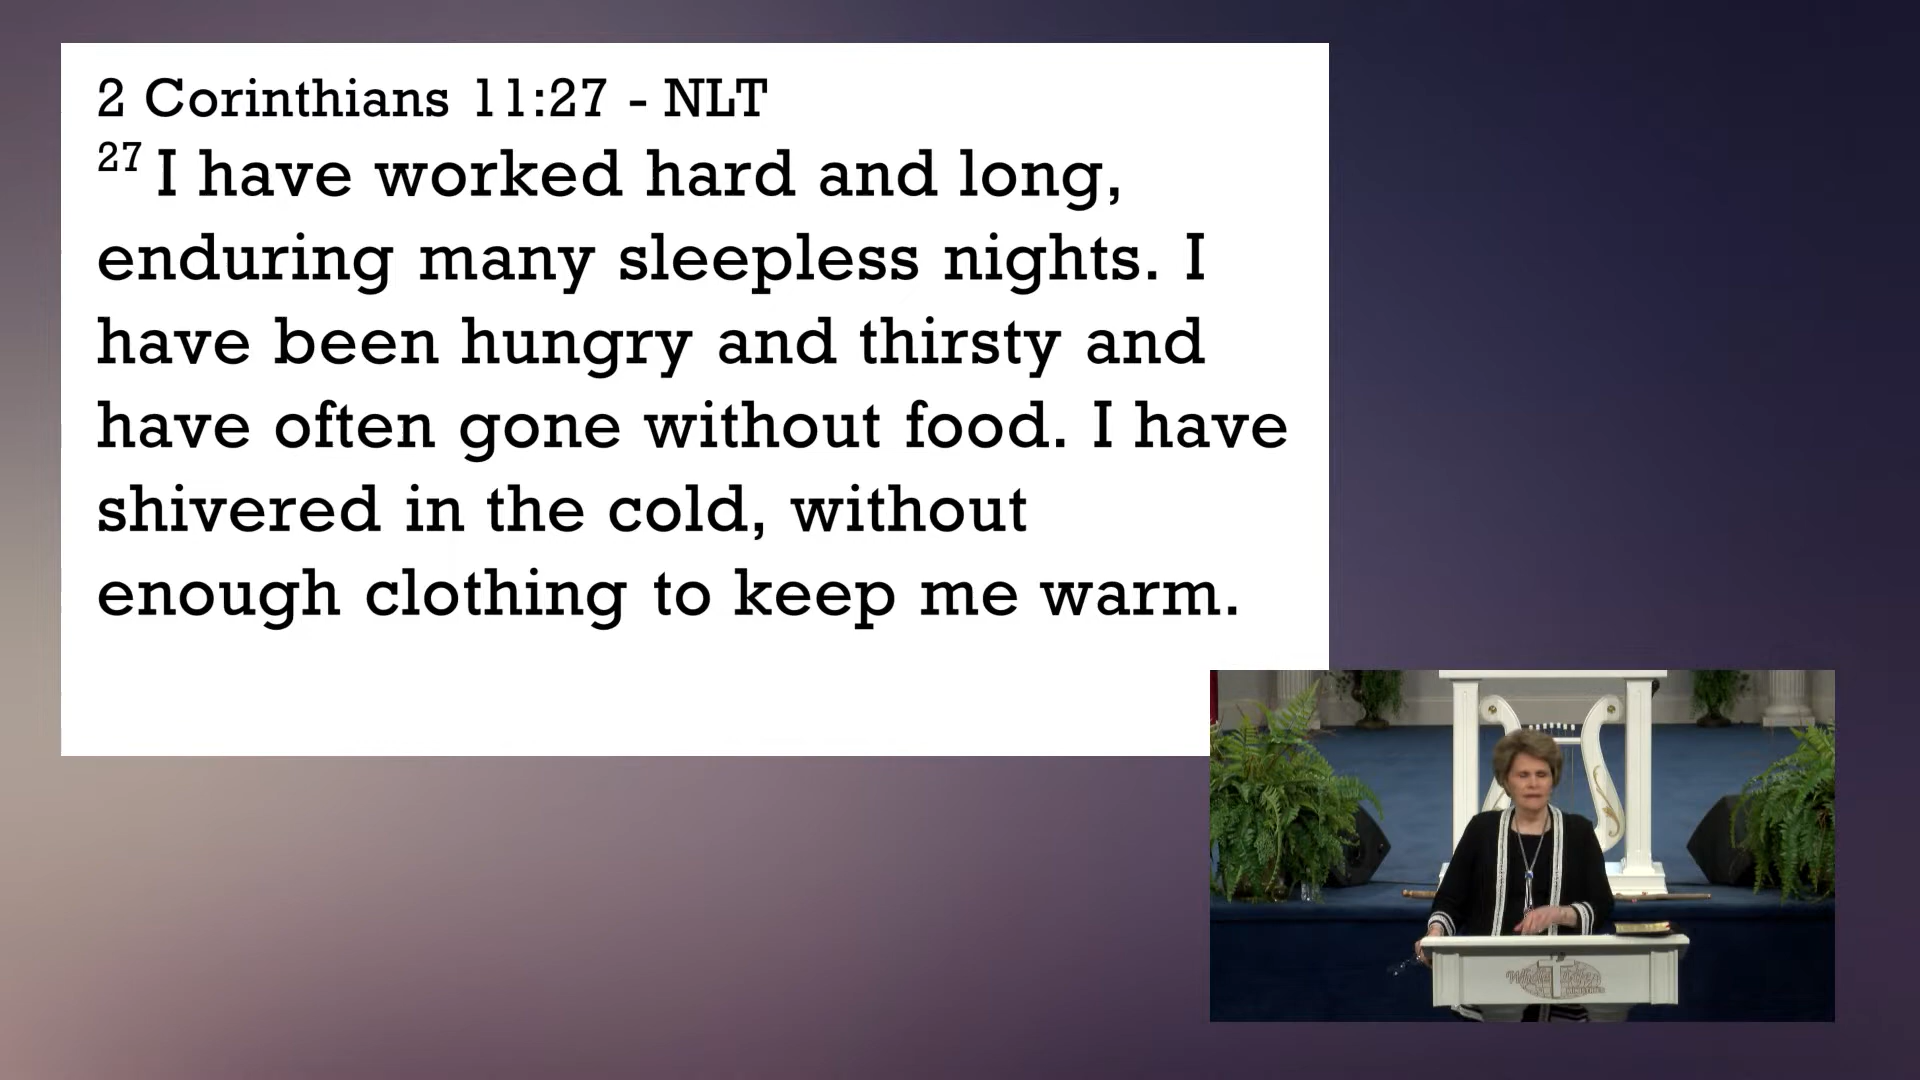 2 Corinthians 11:27 - NLT
27 I have worked hard and long,
enduring many sleepless nights. I
have been hungry and thirsty and
have often gone without food. I have
shivered in the cold, without
enough clothing to keep me warm.